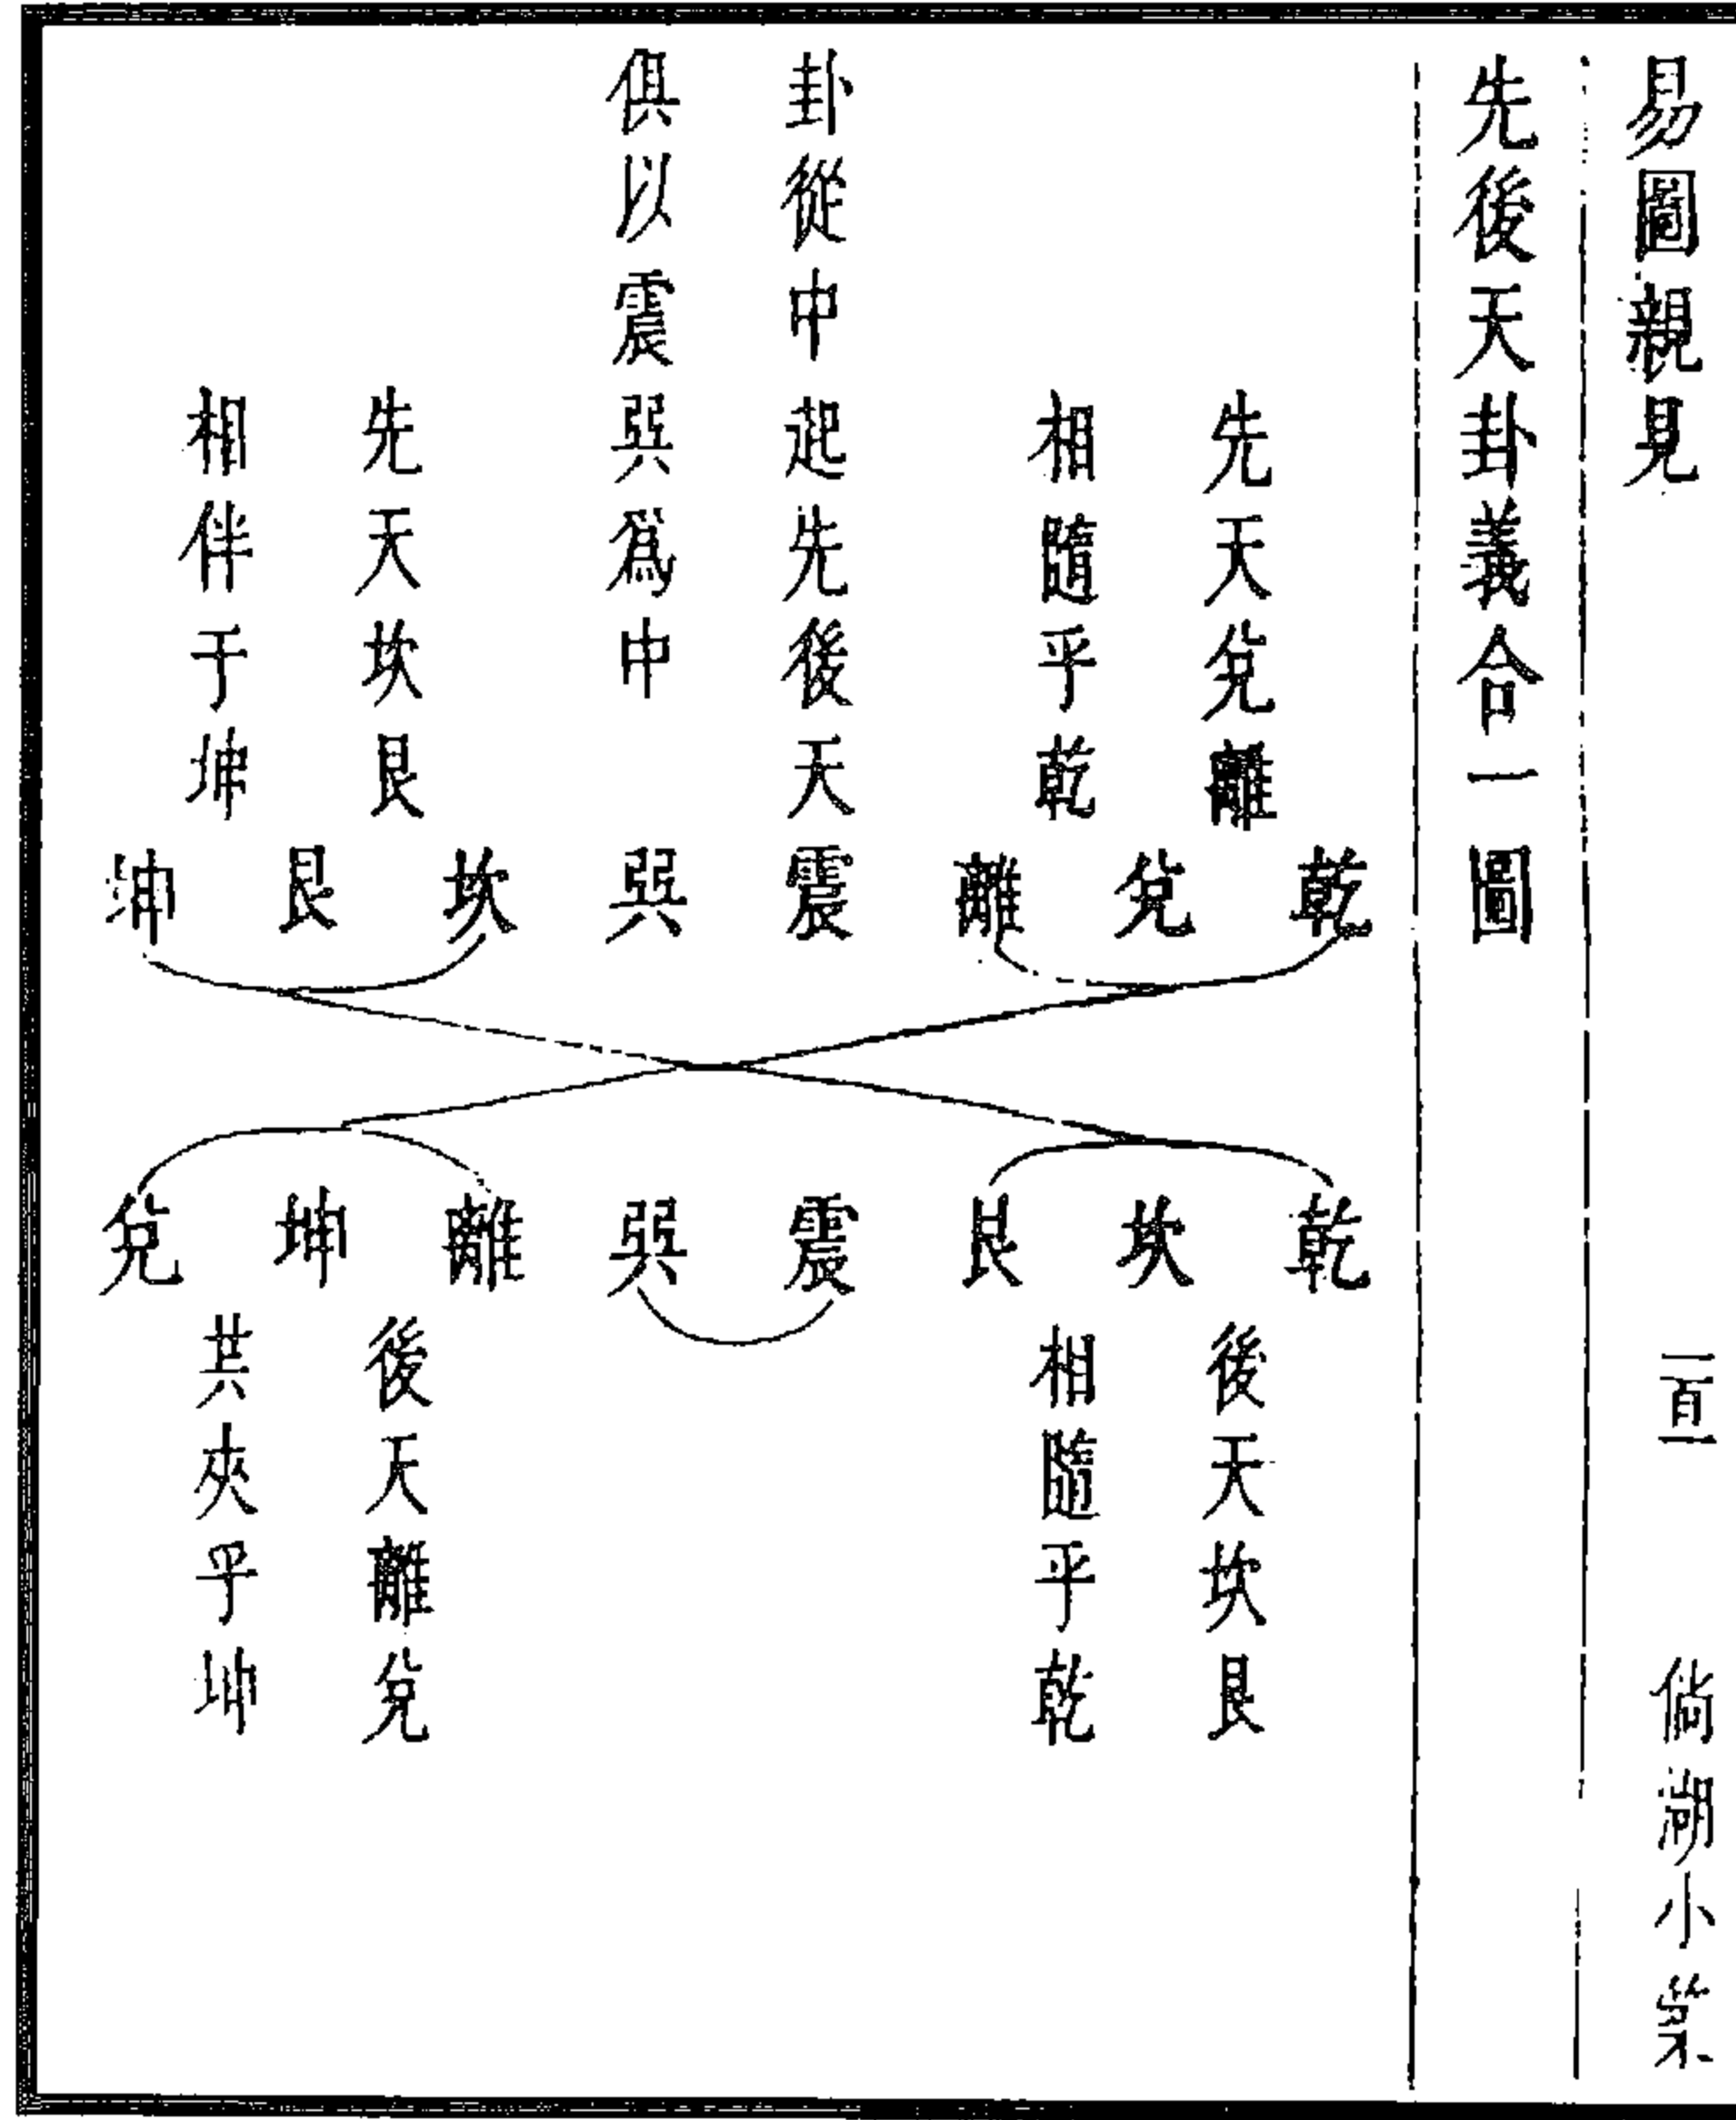 易圖親見
二百一
倘湖小築
先後天卦義合一圖
先天兌離
相隨乎乾
卦從中起先後天
俱以震巽爲中
先天坎艮
相伴于坤
乾兌離震巽坎艮坤
乾坎艮震巽離坤兌
後天坎艮
相隨乎乾
後天離兌
共夾乎坤